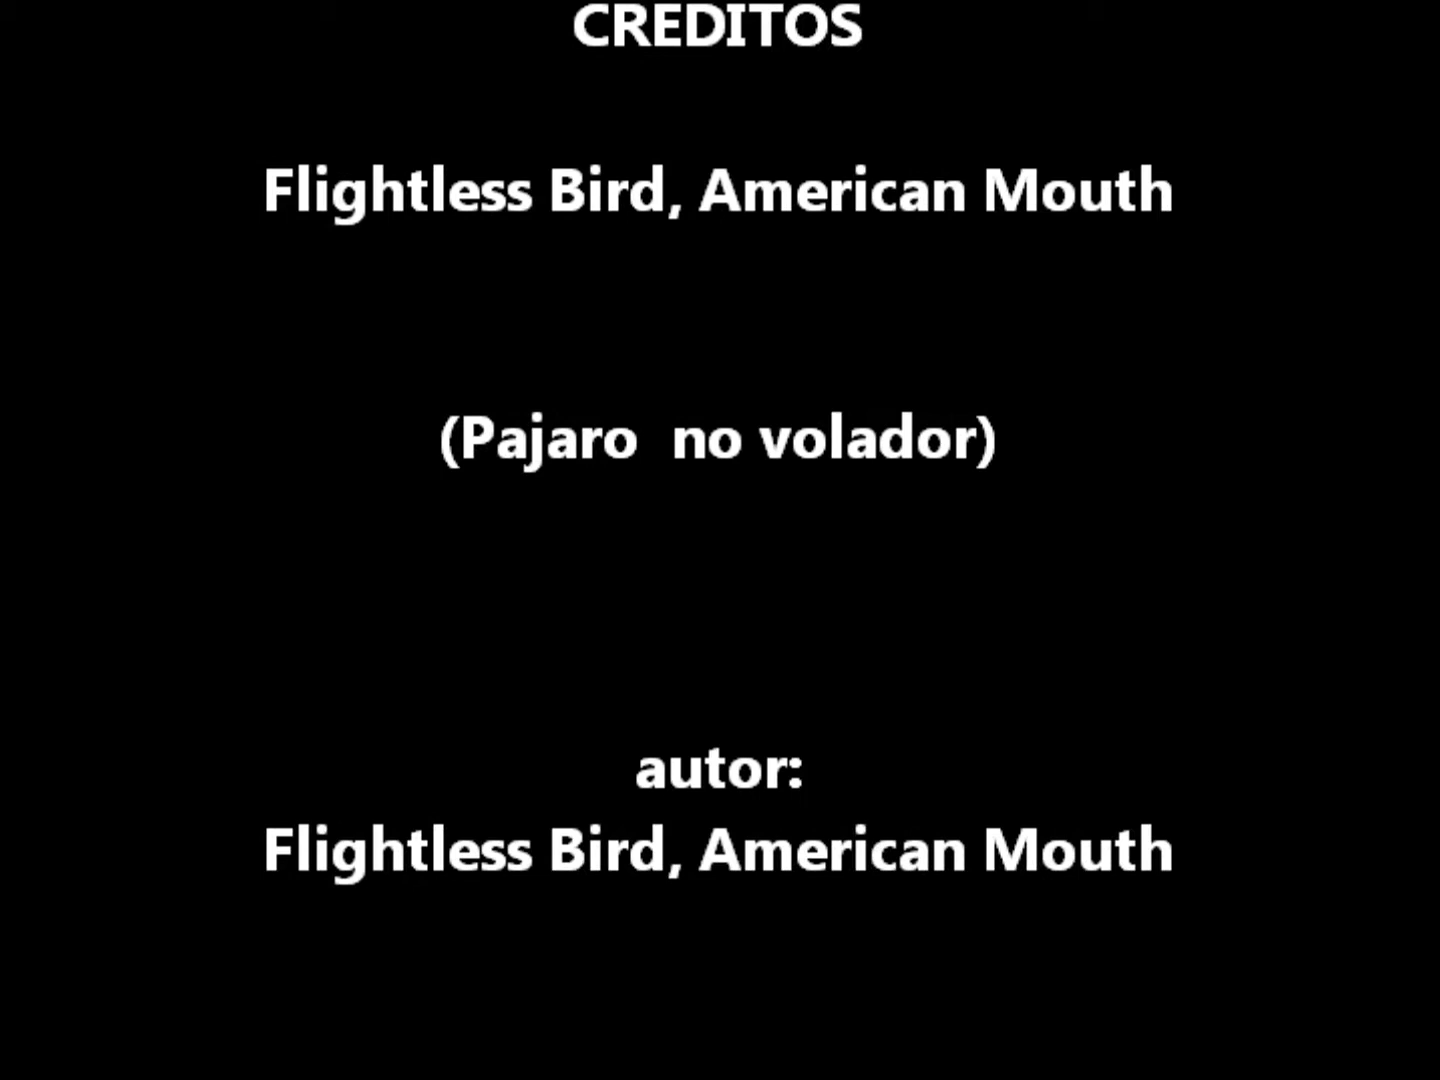 CREDITOS
Flightless Bird, American Mouth
(Pajaro  no volador)
autor:
Flightless Bird, American Mouth